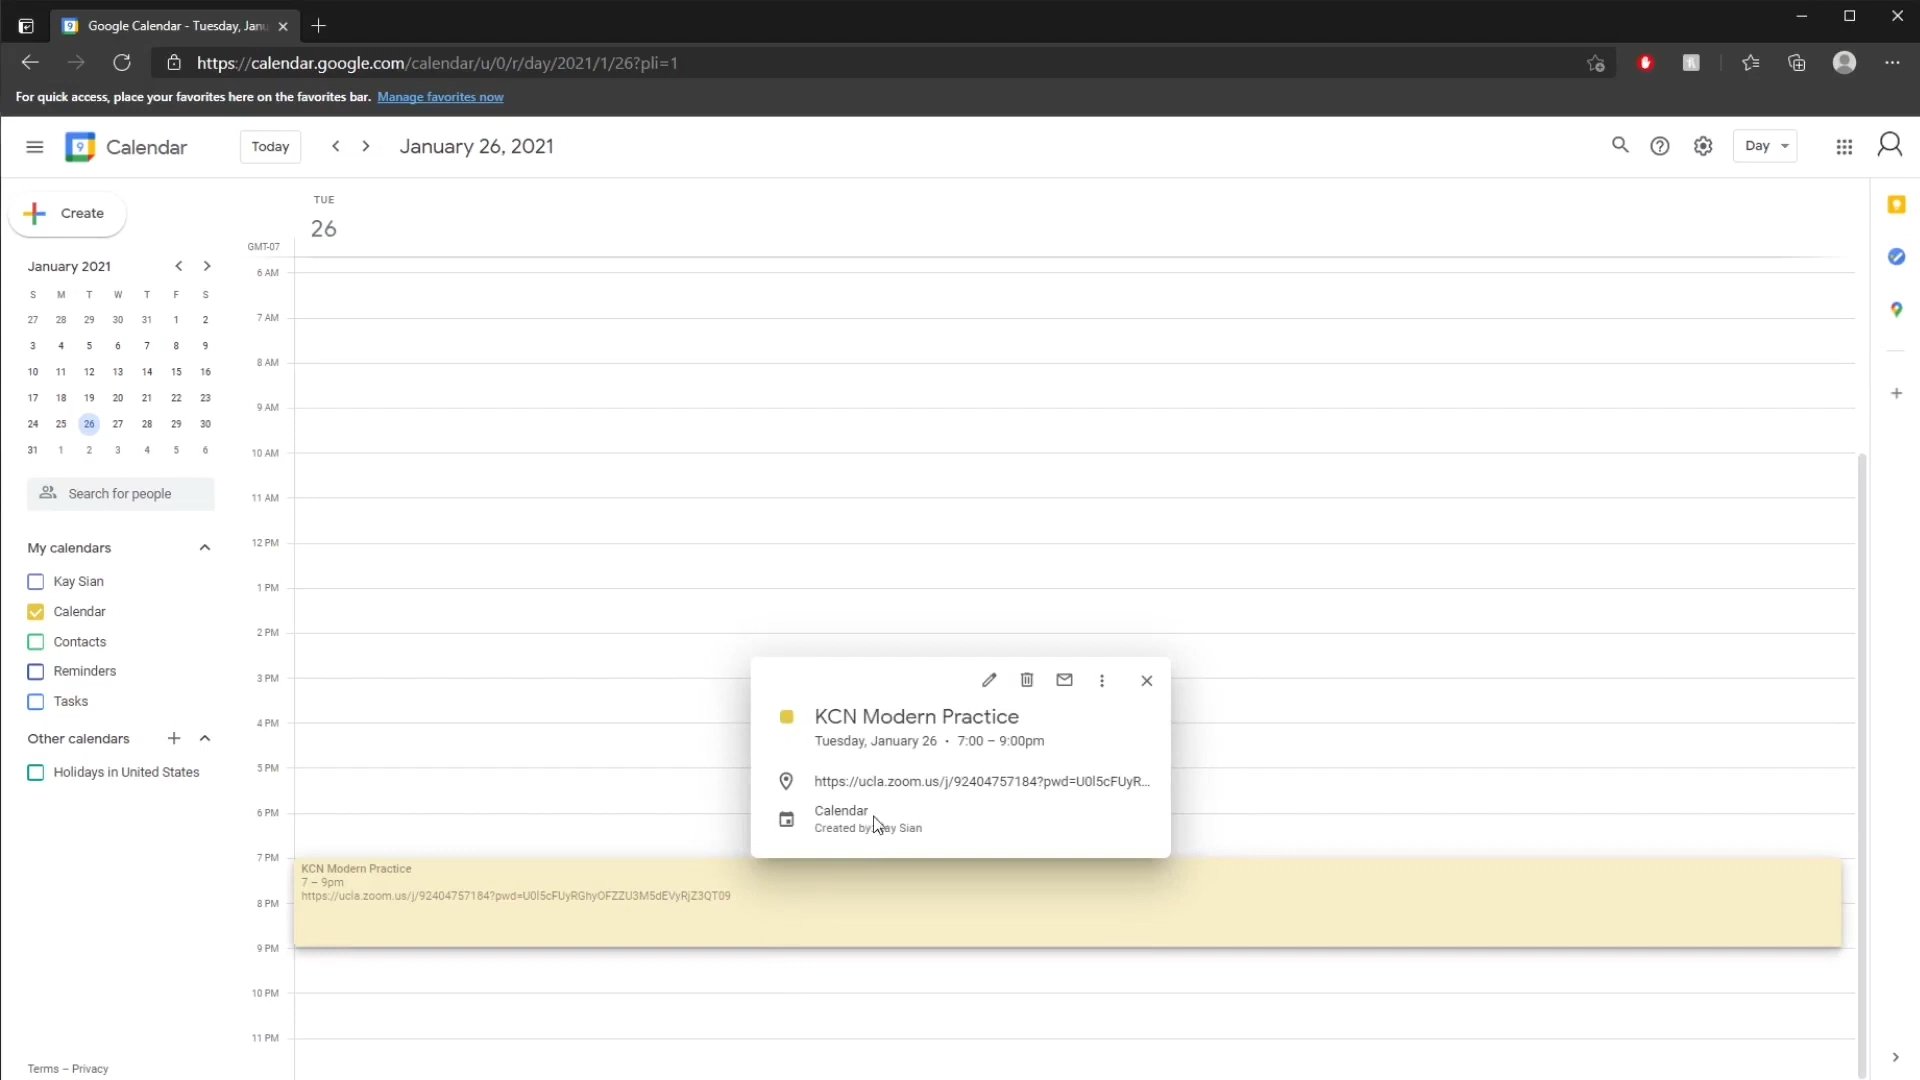 Google Calendar - Tuesday, Janu
https://calendar.google.com/calendar/u/0/r/day/2021/1/26?pli=1
For quick access, place your favorites here on the favorites bar. Manage favorites now
9 Calendar Today January 26, 2021 Day
Create
TUE
26
GMT-07
January 2021
S M T W T F S
27 28 29 30 31 1 2
3 4 5 6 7 8 9
10 11 12 13 14 15 16
17 18 19 20 21 22 23
24 25 26 27 28 29 30
31 1 2 3 4 5 6
Search for people
My calendars
Kay Sian
Calendar
Contacts
Reminders
Tasks
Other calendars
Holidays in United States
Terms – Privacy
6 AM
7 AM
8 AM
9 AM
10 AM
11 AM
12 PM
1 PM
2 PM
3 PM
4 PM
5 PM
6 PM
7 PM
8 PM
9 PM
10 PM
11 PM
KCN Modern Practice
Tuesday, January 26 · 7:00 – 9:00pm
https://ucla.zoom.us/j/92404757184?pwd=U0l5cFUyR...
Calendar
Created by: Kay Sian
KCN Modern Practice
7 – 9pm
https://ucla.zoom.us/j/92404757184?pwd=U0l5cFUyRGhyOFZZU3M5dEVyRjZ3QT09